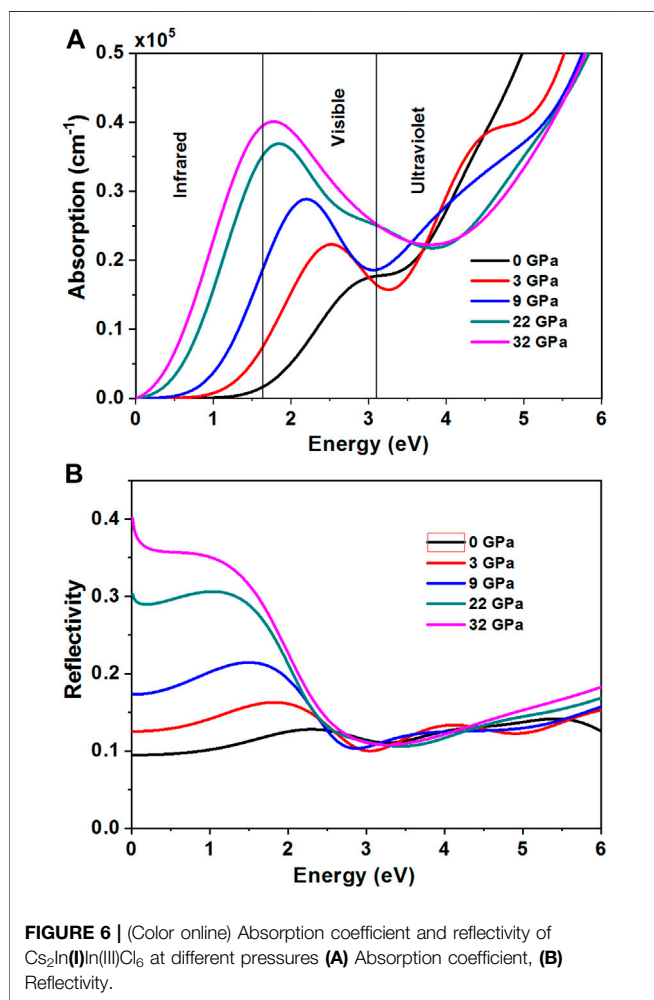 A
×10⁵
0.5
0.4
0.3
0.2
0.1
0.0
Absorption (cm⁻¹)
Infrared
Visible
Ultraviolet
0 GPa
3 GPa
9 GPa
22 GPa
32 GPa
0 1 2 3 4 5 6
Energy (eV)
B
0.4
0.3
0.2
0.1
0.0
Reflectivity
0 GPa
3 GPa
9 GPa
22 GPa
32 GPa
0 1 2 3 4 5 6
Energy (eV)
FIGURE 6 | (Color online) Absorption coefficient and reflectivity of
Cs₂In(I)In(III)Cl₆ at different pressures (A) Absorption coefficient, (B)
Reflectivity.